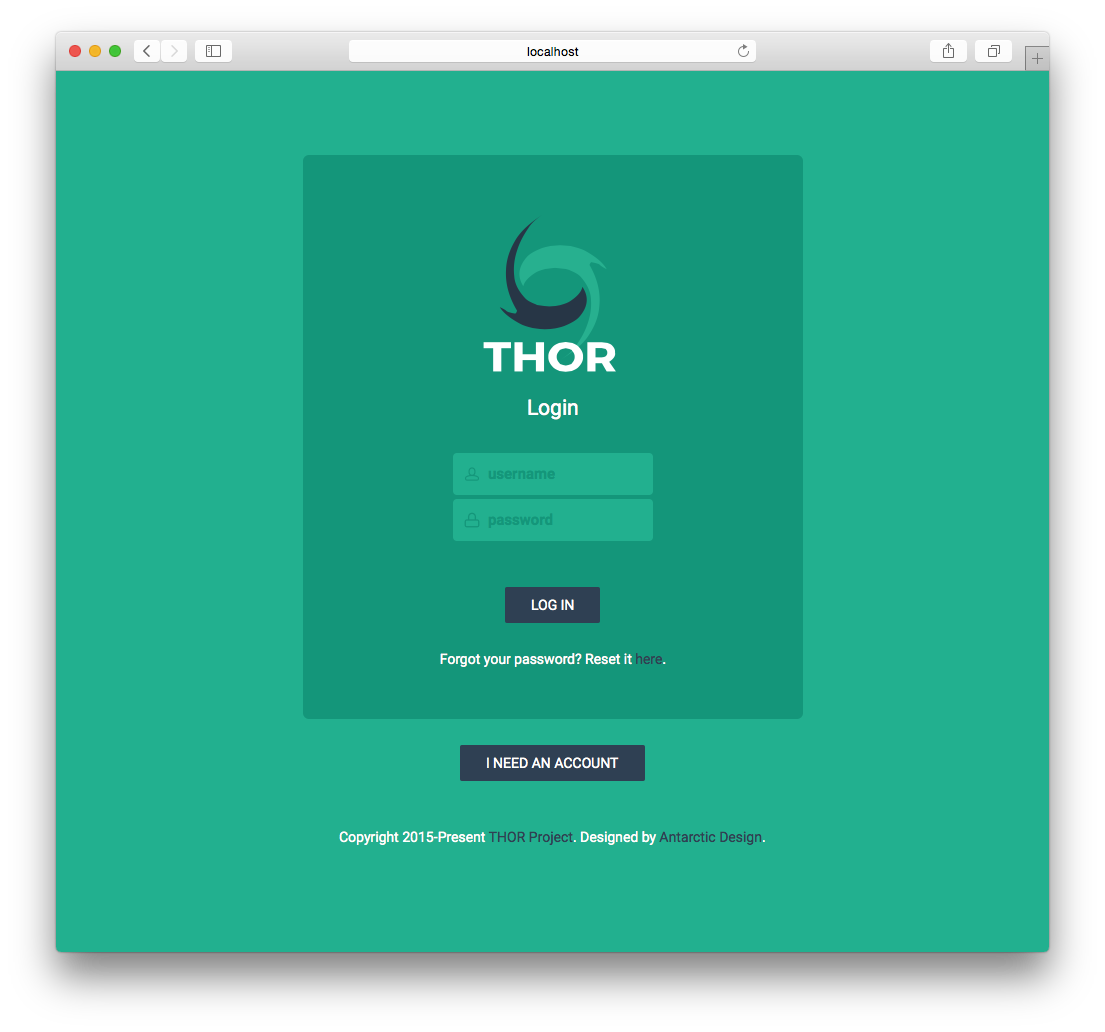 localhost
THOR
Login
username
password
LOG IN
Forgot your password? Reset it here.
I NEED AN ACCOUNT
Copyright 2015-Present THOR Project. Designed by Antarctic Design.